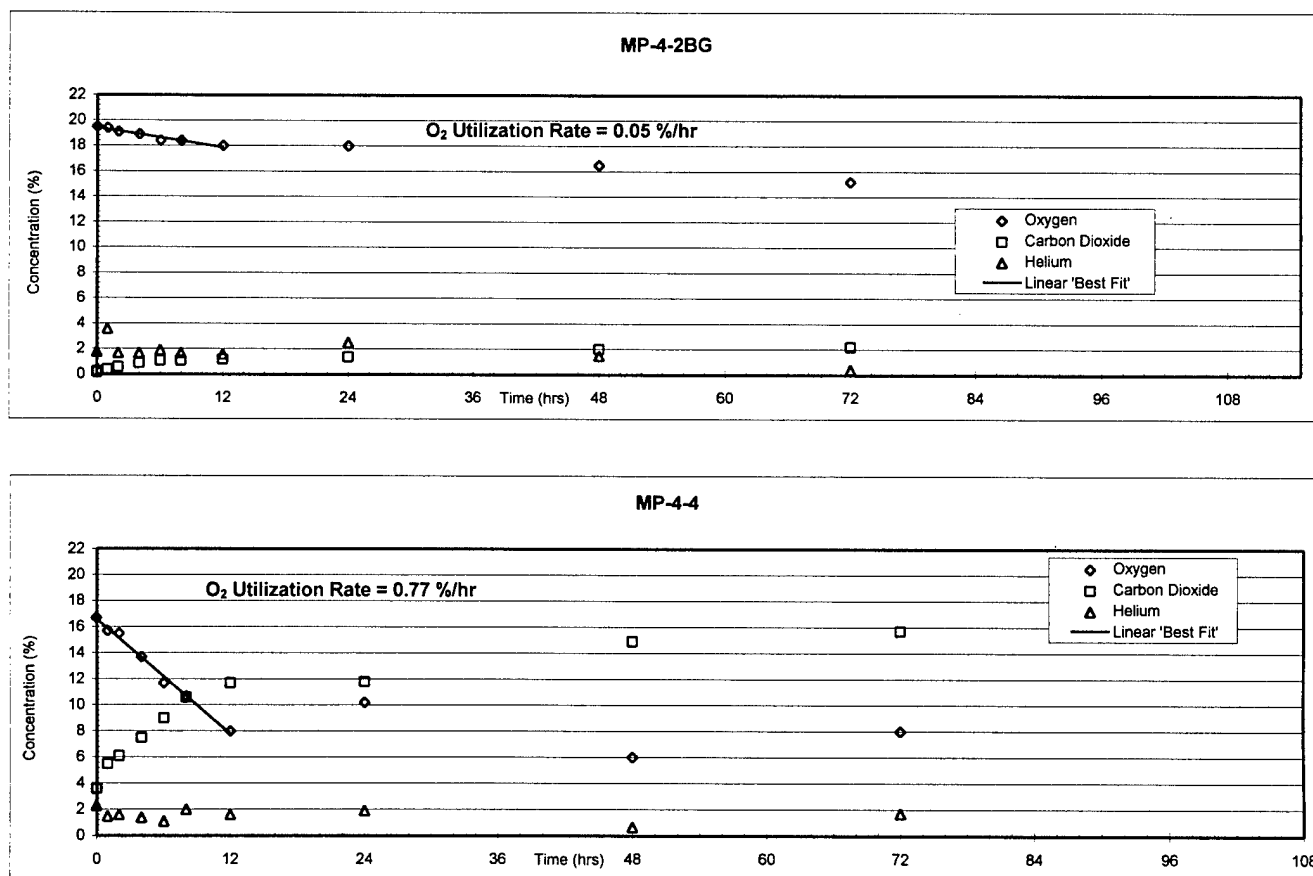 MP-4-2BG
22
20
18
16
14
12
10
8
6
4
2
0
Concentration (%)
O₂ Utilization Rate = 0.05 %/hr
Oxygen
Carbon Dioxide
Helium
Linear 'Best Fit'
0 12 24 36 Time (hrs) 48 60 72 84 96 108
MP-4-4
22
20
18
16
14
12
10
8
6
4
2
0
Concentration (%)
O₂ Utilization Rate = 0.77 %/hr
Oxygen
Carbon Dioxide
Helium
Linear 'Best Fit'
0 12 24 36 Time (hrs) 48 60 72 84 96 108